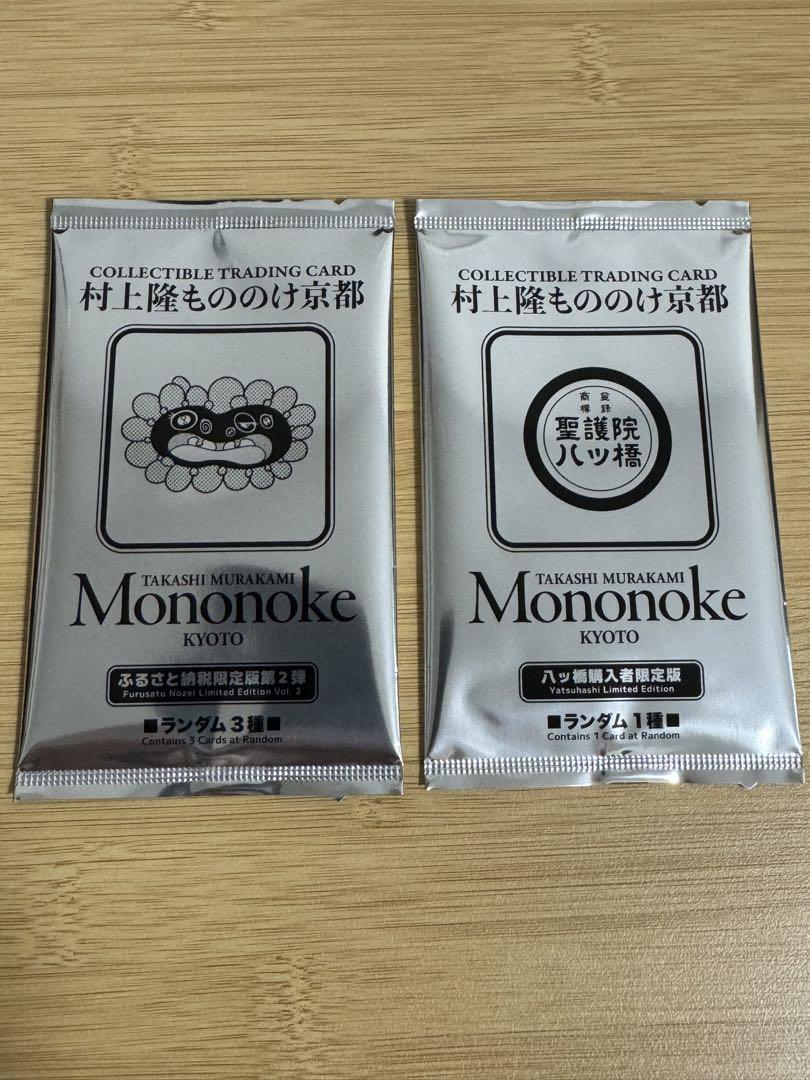 COLLECTIBLE TRADING CARD
村上隆もののけ京都
TAKASHI MURAKAMI
Mononoke
KYOTO
ふるさと納税限定版第2弾
Furusato Nozei Limited Edition Vol. 2
■ランダム3種■
Contains 3 Cards at Random
COLLECTIBLE TRADING CARD
村上隆もののけ京都
聖護院
八ッ橋
TAKASHI MURAKAMI
Mononoke
KYOTO
八ッ橋購入者限定版
Yatsuhashi Limited Edition
■ランダム1種■
Contains 1 Card at Random